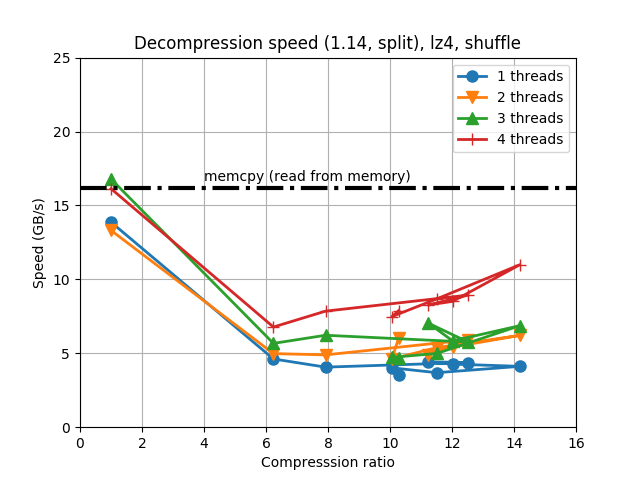 Decompression speed (1.14, split), lz4, shuffle
25
20
15
10
5
0
Speed (GB/s)
1 threads
2 threads
3 threads
4 threads
memcpy (read from memory)
0 2 4 6 8 10 12 14 16
Compresssion ratio